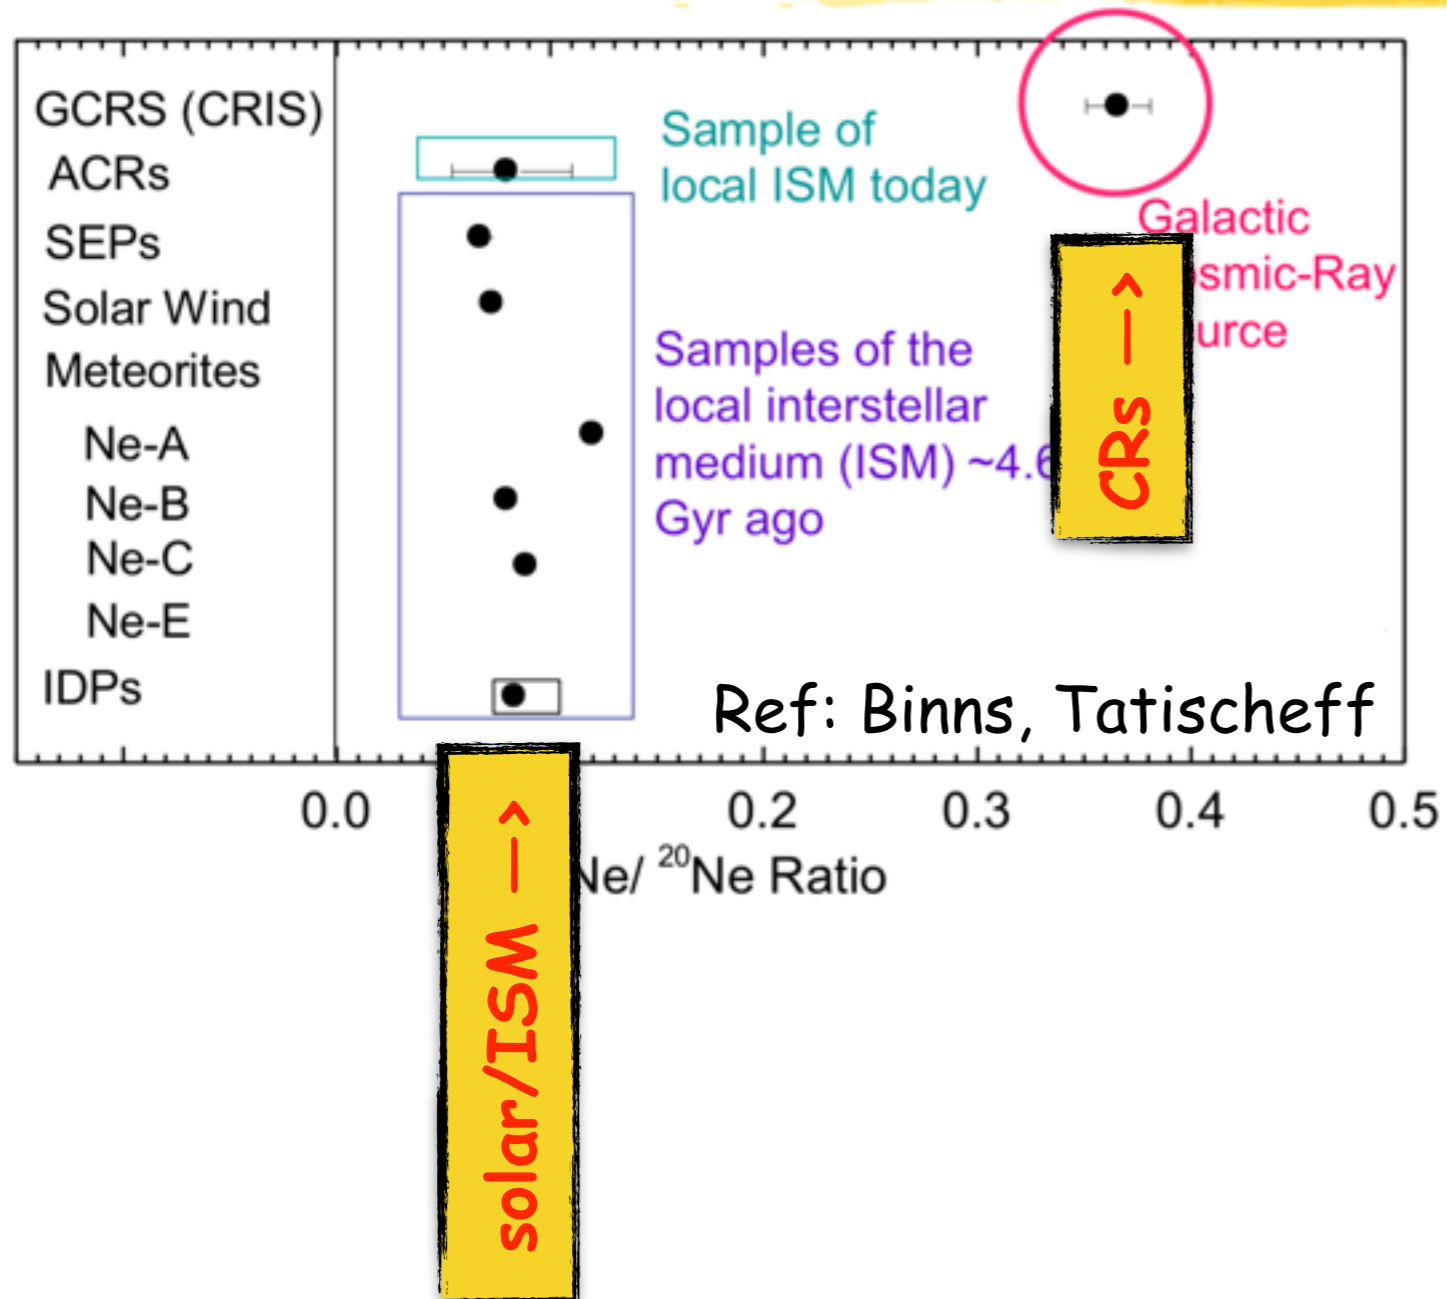 GCRS (CRIS)
ACRs
SEPs
Solar Wind
Meteorites
Ne-A
Ne-B
Ne-C
Ne-E
IDPs
Sample of
local ISM today
Galactic
osmic-Ray
urce
Samples of the
local interstellar
medium (ISM) ~4.6
Gyr ago
CRs —>
Ref: Binns, Tatischeff
0.0 0.2 0.3 0.4 0.5
Ne/ ²⁰Ne Ratio
solar/ISM —>